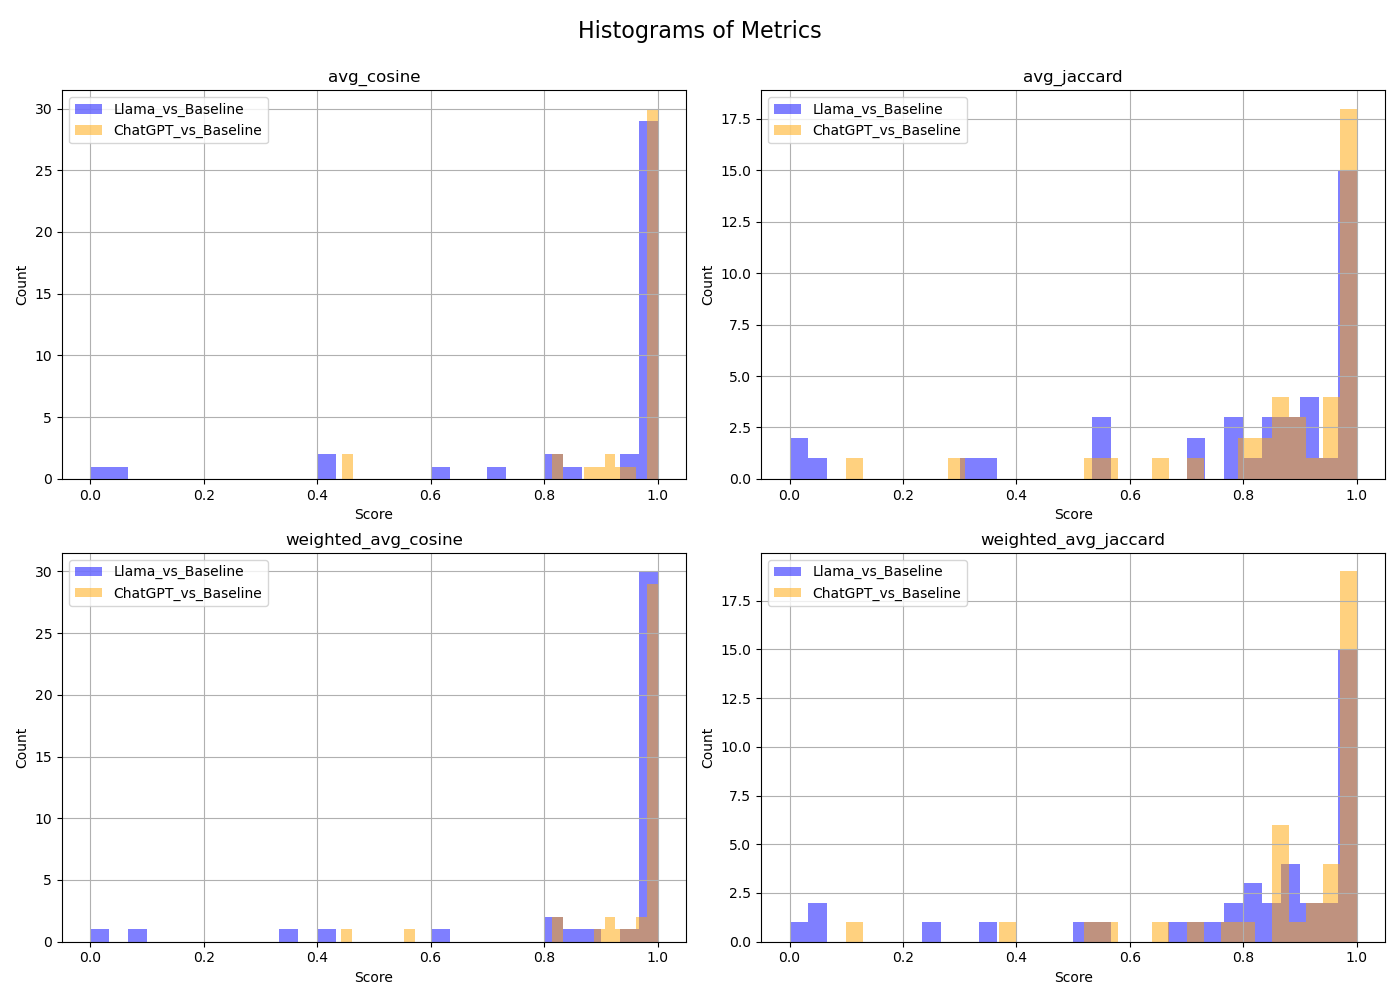 Histograms of Metrics
avg_cosine
Llama_vs_Baseline
ChatGPT_vs_Baseline
30
25
20
15
10
5
0
Count
0.0 0.2 0.4 0.6 0.8 1.0
Score
avg_jaccard
Llama_vs_Baseline
ChatGPT_vs_Baseline
17.5
15.0
12.5
10.0
7.5
5.0
2.5
0.0
Count
0.0 0.2 0.4 0.6 0.8 1.0
Score
weighted_avg_cosine
Llama_vs_Baseline
ChatGPT_vs_Baseline
30
25
20
15
10
5
0
Count
0.0 0.2 0.4 0.6 0.8 1.0
Score
weighted_avg_jaccard
Llama_vs_Baseline
ChatGPT_vs_Baseline
17.5
15.0
12.5
10.0
7.5
5.0
2.5
0.0
Count
0.0 0.2 0.4 0.6 0.8 1.0
Score